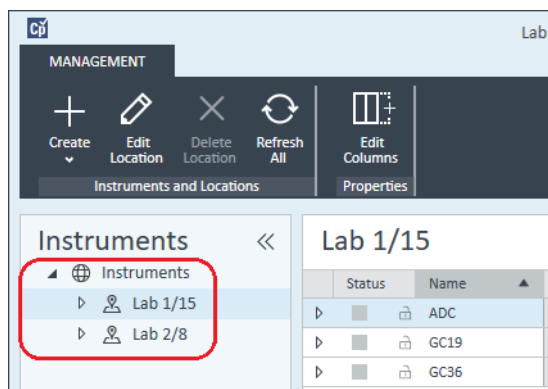 Cp
Lab
MANAGEMENT
Create
Edit
Location
Delete
Location
Refresh
All
Edit
Columns
Instruments and Locations
Properties
Instruments
Instruments
Lab 1/15
Lab 2/8
Lab 1/15
Status Name
ADC
GC19
GC36